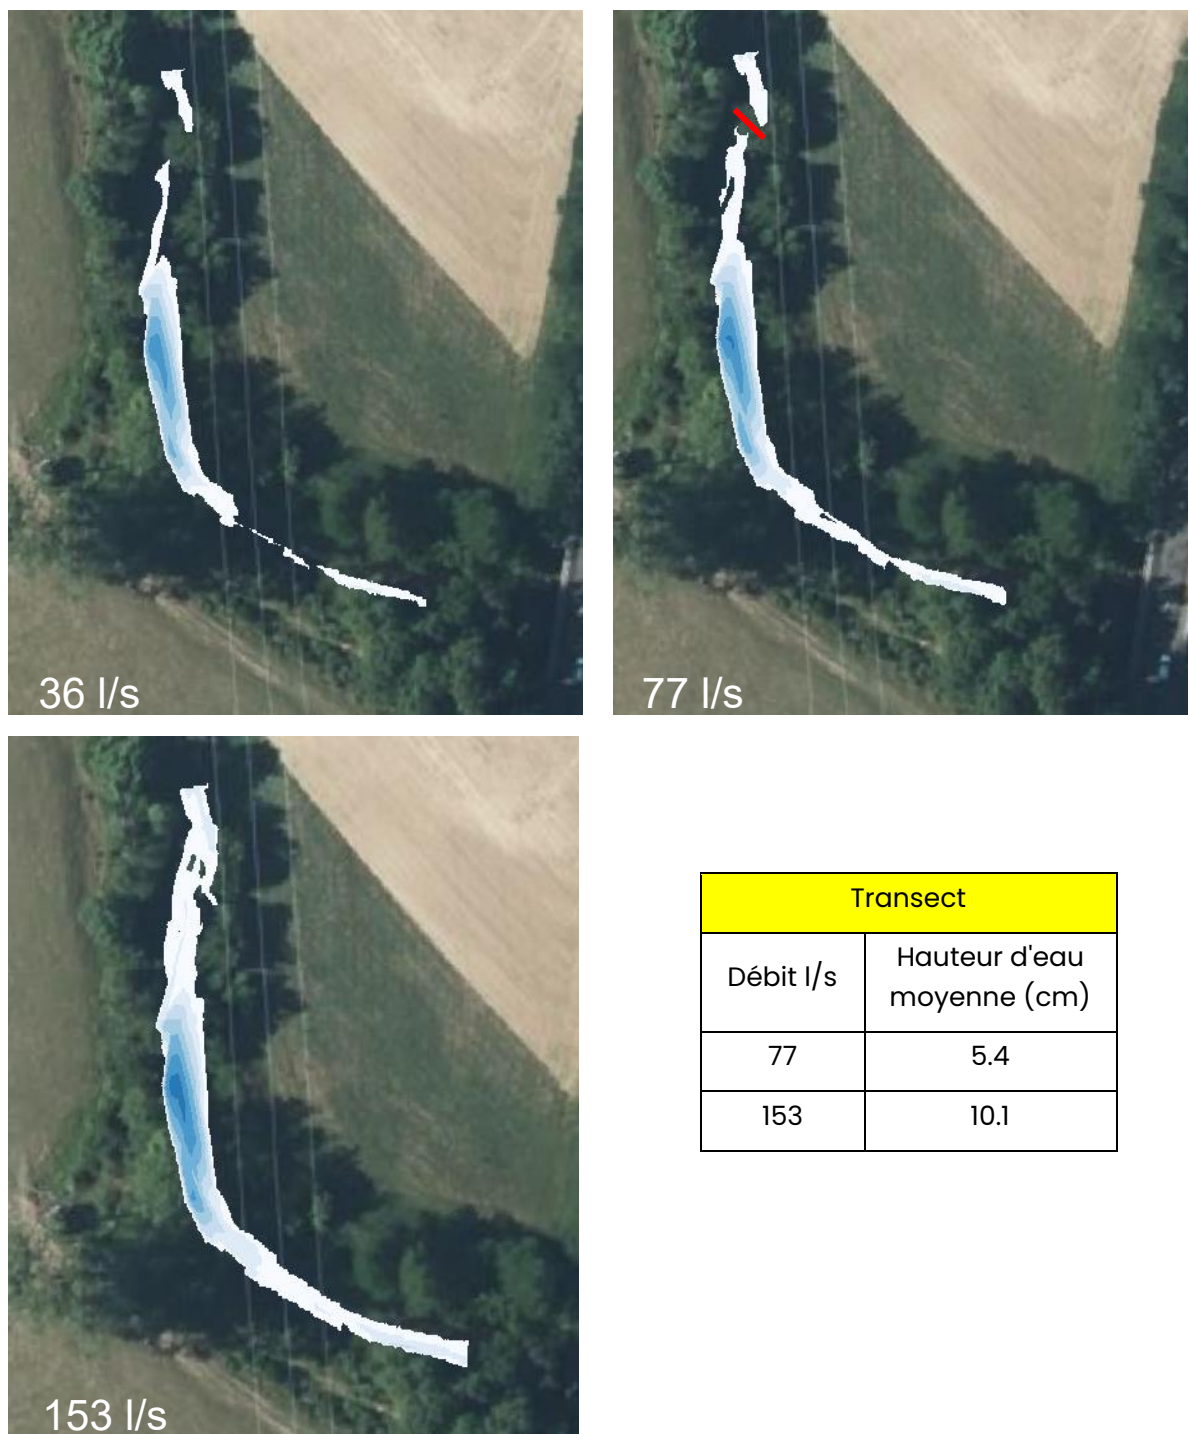 36 l/s
77 l/s
153 l/s
Transect
Débit l/s
Hauteur d'eau
moyenne (cm)
77
5.4
153
10.1